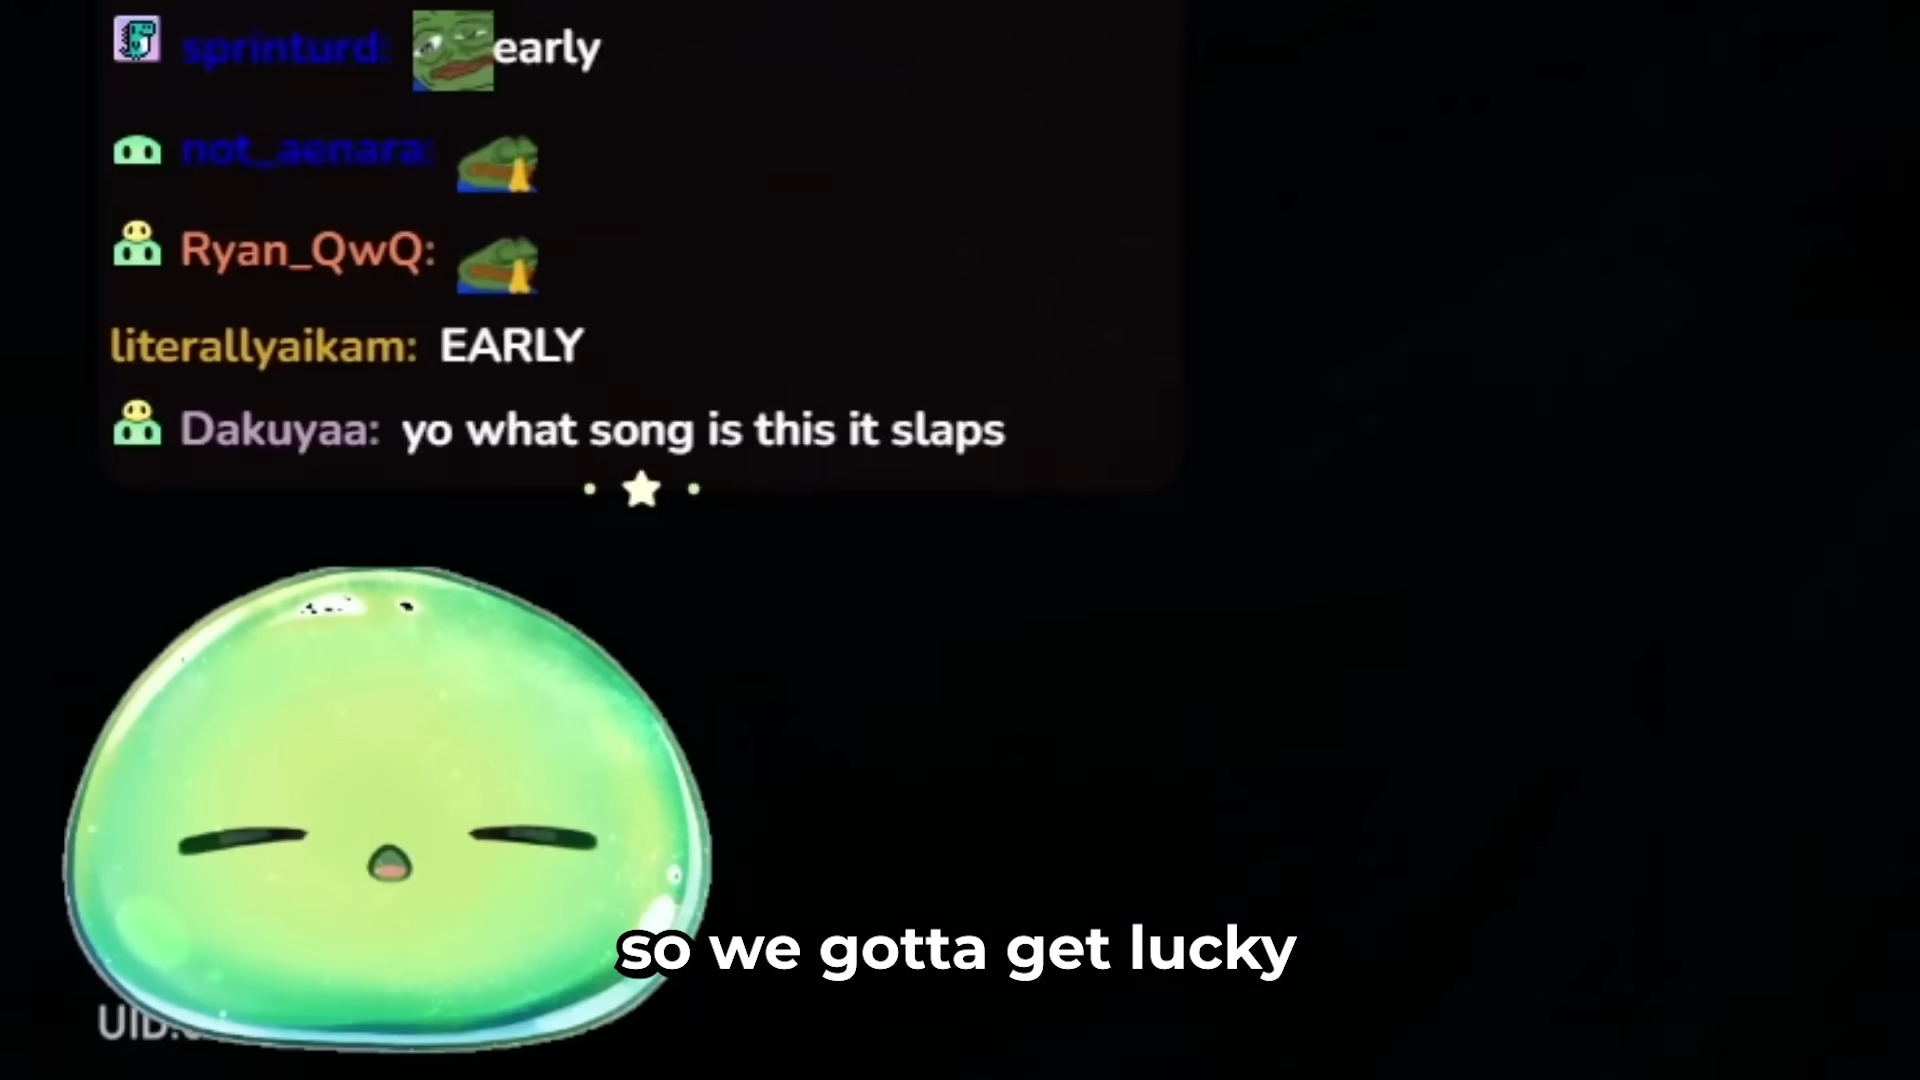 sprinturd: early
not_aenara:
Ryan_QwQ:
literallyaikam: EARLY
Dakuyaa: yo what song is this it slaps
so we gotta get lucky
UID: